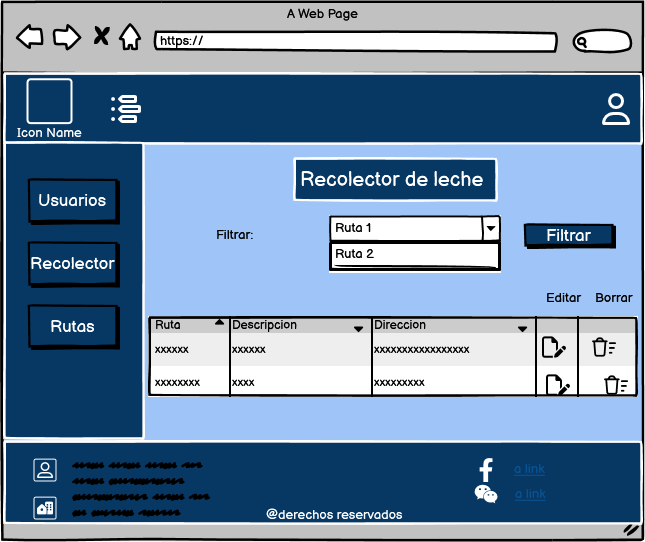 A Web Page
https://
Icon Name
Usuarios
Recolector
Rutas
Recolector de leche
Filtrar:
Ruta 1
Ruta 2
Filtrar
Editar Borrar
Ruta Descripcion Direccion
xxxxxx xxxxxx xxxxxxxxxxxxxxxxx
xxxxxxxx xxxx xxxxxxxxx
a link
a link
@derechos reservados